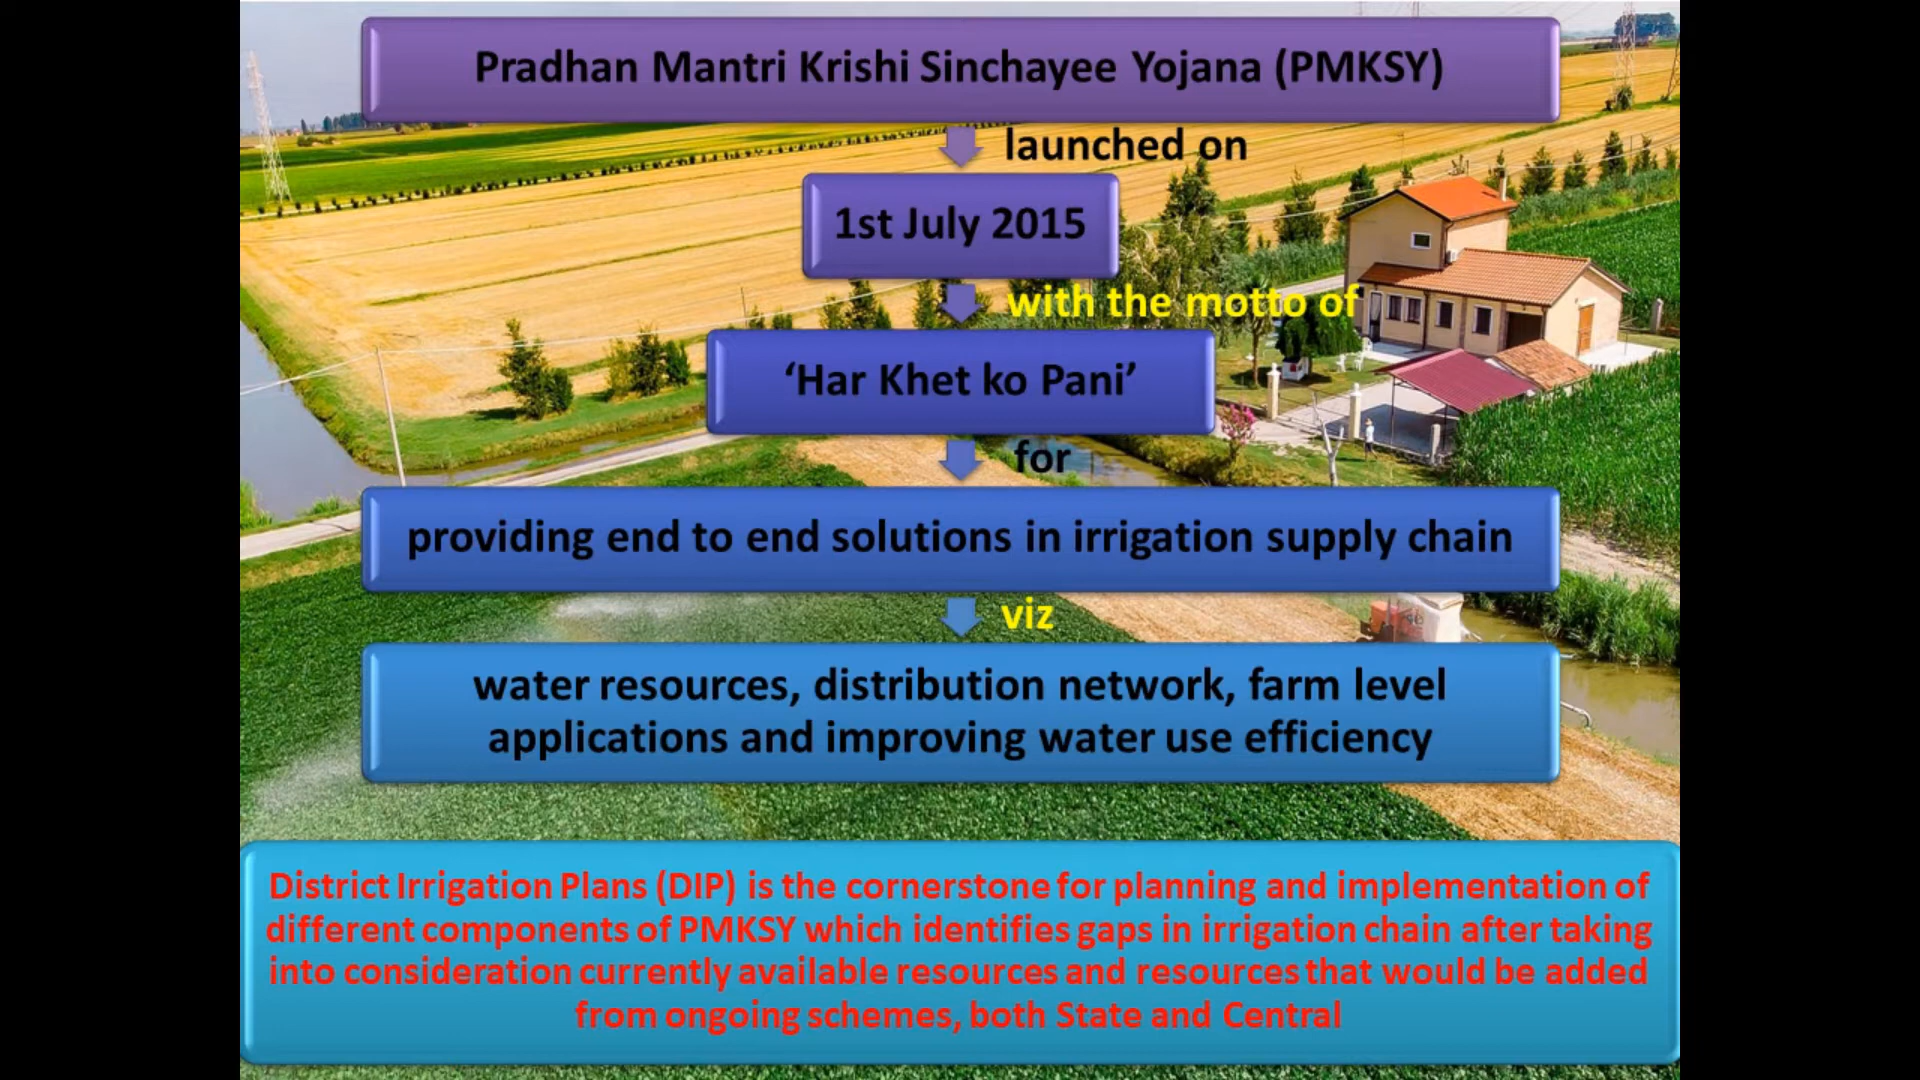 Pradhan Mantri Krishi Sinchayee Yojana (PMKSY)
launched on
1st July 2015
with the motto of
‘Har Khet ko Pani’
for
providing end to end solutions in irrigation supply chain
viz
water resources, distribution network, farm level
applications and improving water use efficiency
District Irrigation Plans (DIP) is the cornerstone for planning and implementation of
different components of PMKSY which identifies gaps in irrigation chain after taking
into consideration currently available resources and resources that would be added
from ongoing schemes, both State and Central